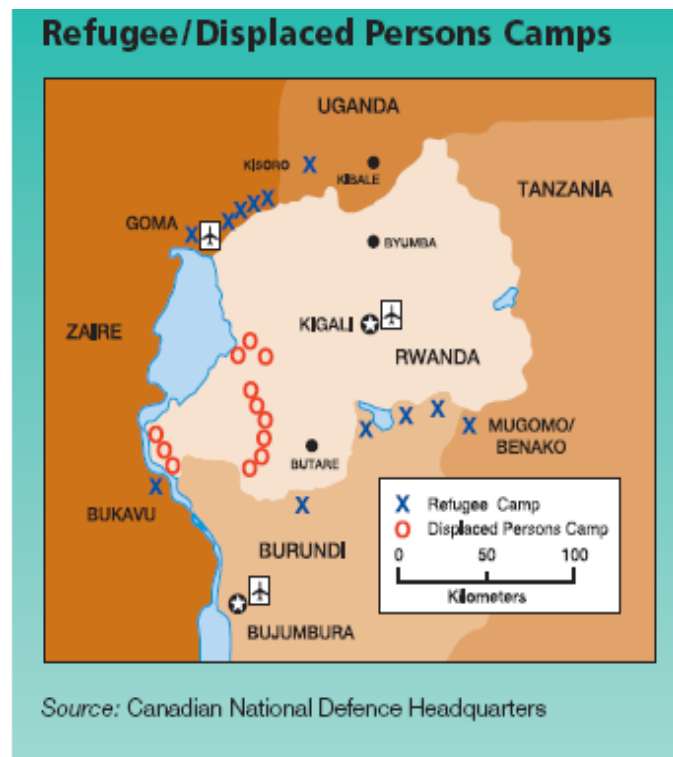 Refugee/Displaced Persons Camps
UGANDA
KISORO
KIBALE
TANZANIA
GOMA
BYUMBA
ZAIRE
KIGALI
RWANDA
MUGOMO/
BENAKO
BUTARE
BUKAVU
BURUNDI
BUJUMBURA
X Refugee Camp
O Displaced Persons Camp
0 50 100
Kilometers
Source: Canadian National Defence Headquarters